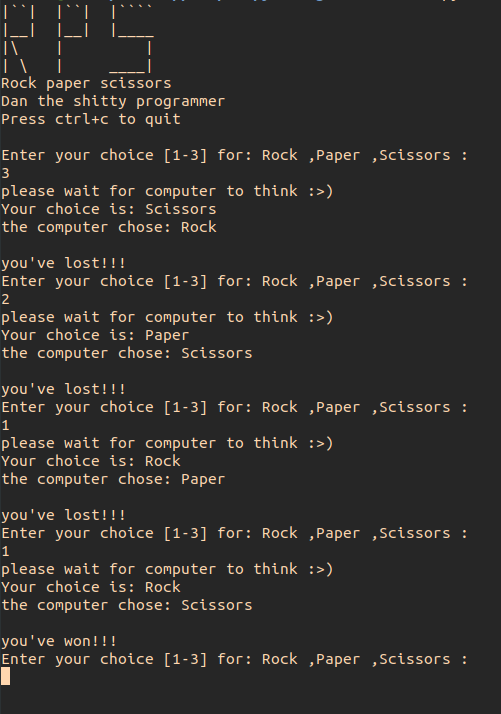 |``|  |``|  |````
|__|  |__|  |____
|\    |         |
| \   |     ____|
Rock paper scissors
Dan the shitty programmer
Press ctrl+c to quit

Enter your choice [1-3] for: Rock ,Paper ,Scissors :
3
please wait for computer to think :>)
Your choice is: Scissors
the computer chose: Rock

you've lost!!!
Enter your choice [1-3] for: Rock ,Paper ,Scissors :
2
please wait for computer to think :>)
Your choice is: Paper
the computer chose: Scissors

you've lost!!!
Enter your choice [1-3] for: Rock ,Paper ,Scissors :
1
please wait for computer to think :>)
Your choice is: Rock
the computer chose: Paper

you've lost!!!
Enter your choice [1-3] for: Rock ,Paper ,Scissors :
1
please wait for computer to think :>)
Your choice is: Rock
the computer chose: Scissors

you've won!!!
Enter your choice [1-3] for: Rock ,Paper ,Scissors :